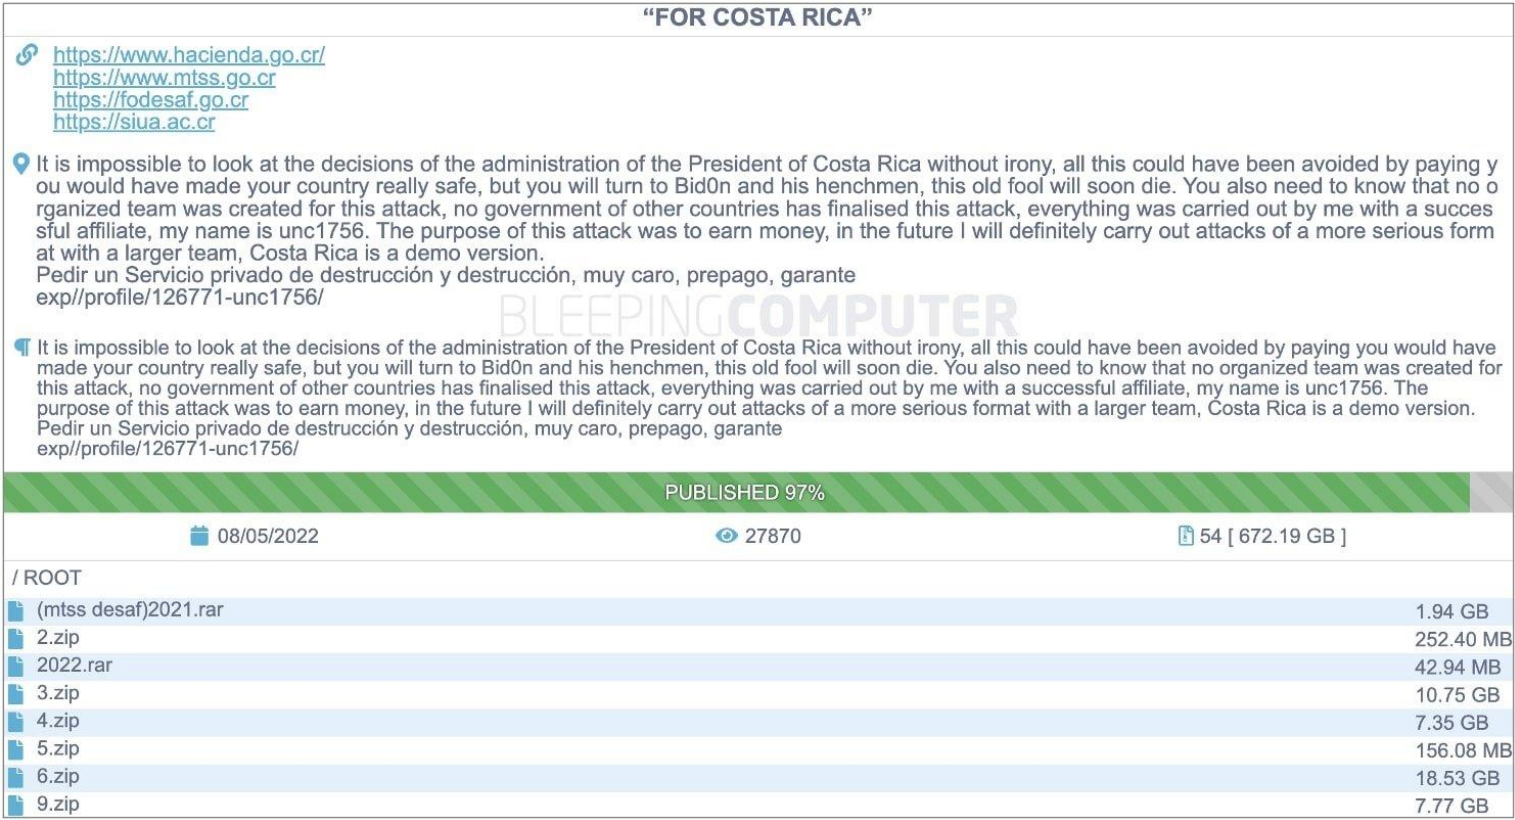 “FOR COSTA RICA”
https://www.hacienda.go.cr/
https://www.mtss.go.cr
https://fodesaf.go.cr
https://siua.ac.cr
It is impossible to look at the decisions of the administration of the President of Costa Rica without irony, all this could have been avoided by paying y
ou would have made your country really safe, but you will turn to Bid0n and his henchmen, this old fool will soon die. You also need to know that no o
rganized team was created for this attack, no government of other countries has finalised this attack, everything was carried out by me with a succes
sful affiliate, my name is unc1756. The purpose of this attack was to earn money, in the future I will definitely carry out attacks of a more serious form
at with a larger team, Costa Rica is a demo version.
Pedir un Servicio privado de destrucción y destrucción, muy caro, prepago, garante
exp//profile/126771-unc1756/
BLEEPINGCOMPUTER
It is impossible to look at the decisions of the administration of the President of Costa Rica without irony, all this could have been avoided by paying you would have
made your country really safe, but you will turn to Bid0n and his henchmen, this old fool will soon die. You also need to know that no organized team was created for
this attack, no government of other countries has finalised this attack, everything was carried out by me with a successful affiliate, my name is unc1756. The
purpose of this attack was to earn money, in the future I will definitely carry out attacks of a more serious format with a larger team, Costa Rica is a demo version.
Pedir un Servicio privado de destrucción y destrucción, muy caro, prepago, garante
exp//profile/126771-unc1756/
PUBLISHED 97%
08/05/2022 27870 54 [ 672.19 GB ]
/ ROOT
(mtss desaf)2021.rar 1.94 GB
2.zip 252.40 MB
2022.rar 42.94 MB
3.zip 10.75 GB
4.zip 7.35 GB
5.zip 156.08 MB
6.zip 18.53 GB
9.zip 7.77 GB